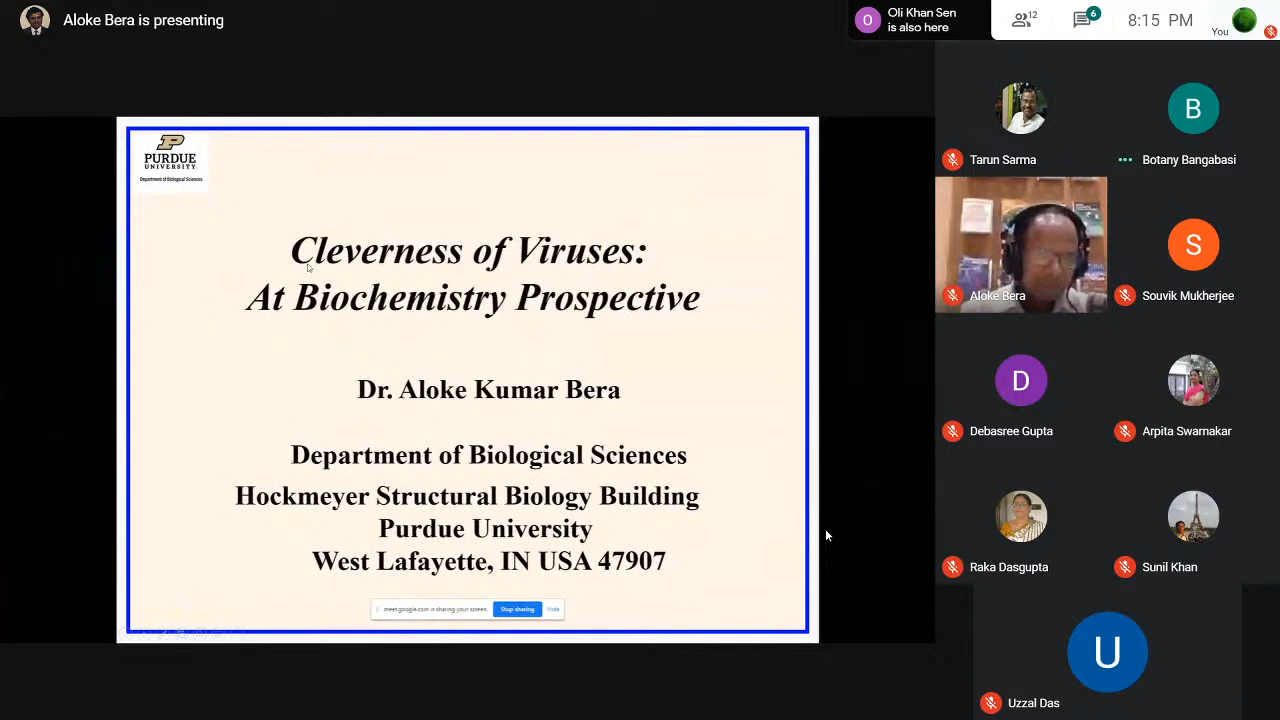 Aloke Bera is presenting
O
Oli Khan Sen
is also here
12
6
8:15 PM
You
PURDUE
UNIVERSITY
Department of Biological Sciences
Cleverness of Viruses:
At Biochemistry Prospective
Dr. Aloke Kumar Bera
Department of Biological Sciences
Hockmeyer Structural Biology Building
Purdue University
West Lafayette, IN USA 47907
meet.google.com is sharing your screen.
Stop sharing
Hide
Tarun Sarma
B
Botany Bangabasi
Aloke Bera
S
Souvik Mukherjee
D
Debasree Gupta
Arpita Swarnakar
Raka Dasgupta
Sunil Khan
U
Uzzal Das